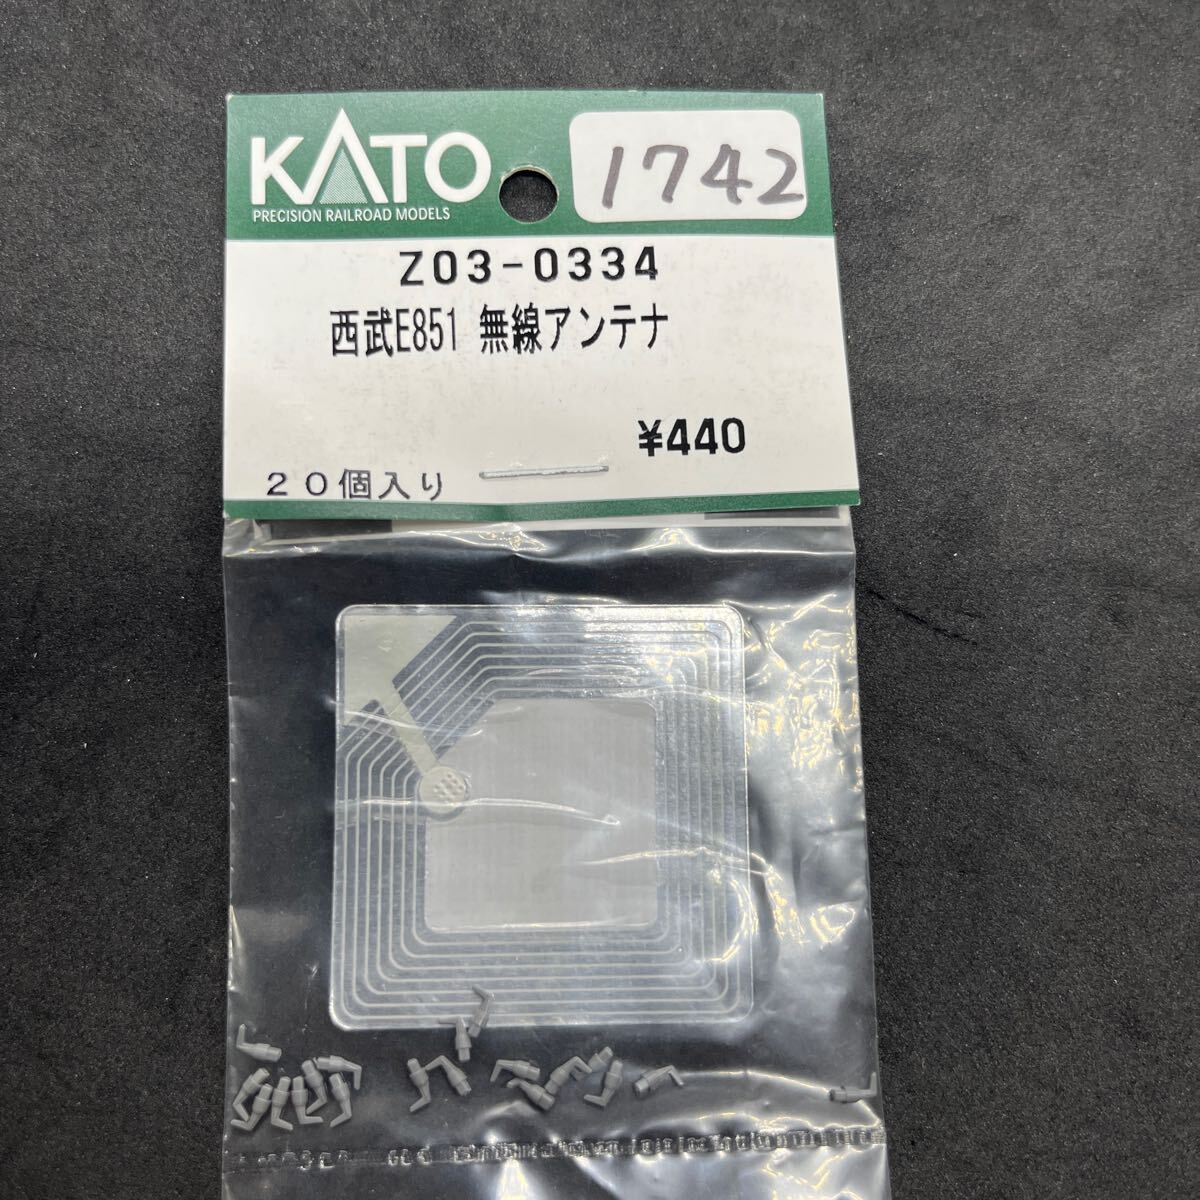 KATO
PRECISION RAILROAD MODELS
1742
Z03-0334
西武E851 無線アンテナ
¥440
20個入り